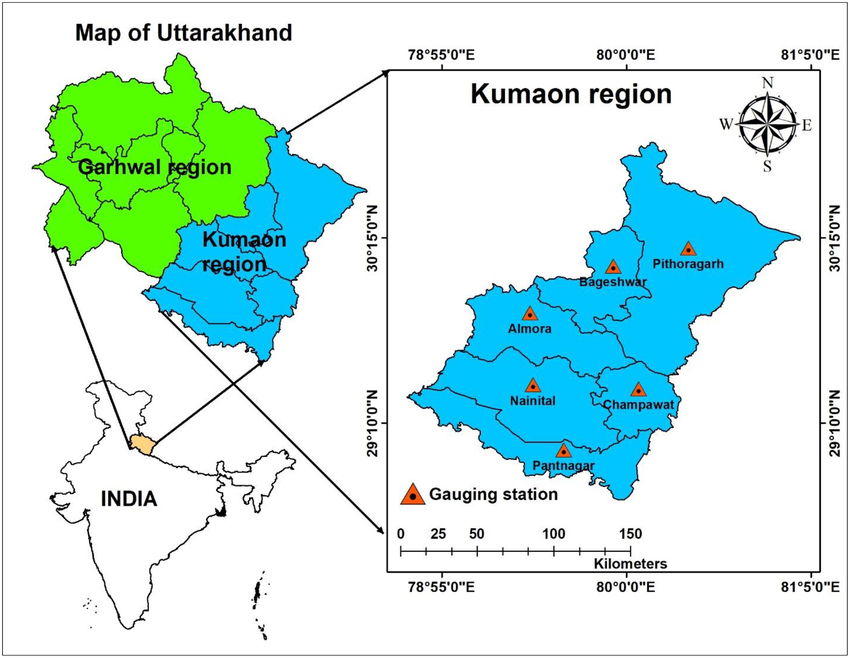 Map of Uttarakhand
Garhwal region
Kumaon
region
INDIA
78°55'0"E 80°0'0"E 81°5'0"E
Kumaon region
N
W E
S
30°15'0"N 30°15'0"N
Pithoragarh
Bageshwar
Almora
Nainital
Champawat
29°10'0"N 29°10'0"N
Pantnagar
Gauging station
0 25 50 100 150
Kilometers
78°55'0"E 80°0'0"E 81°5'0"E